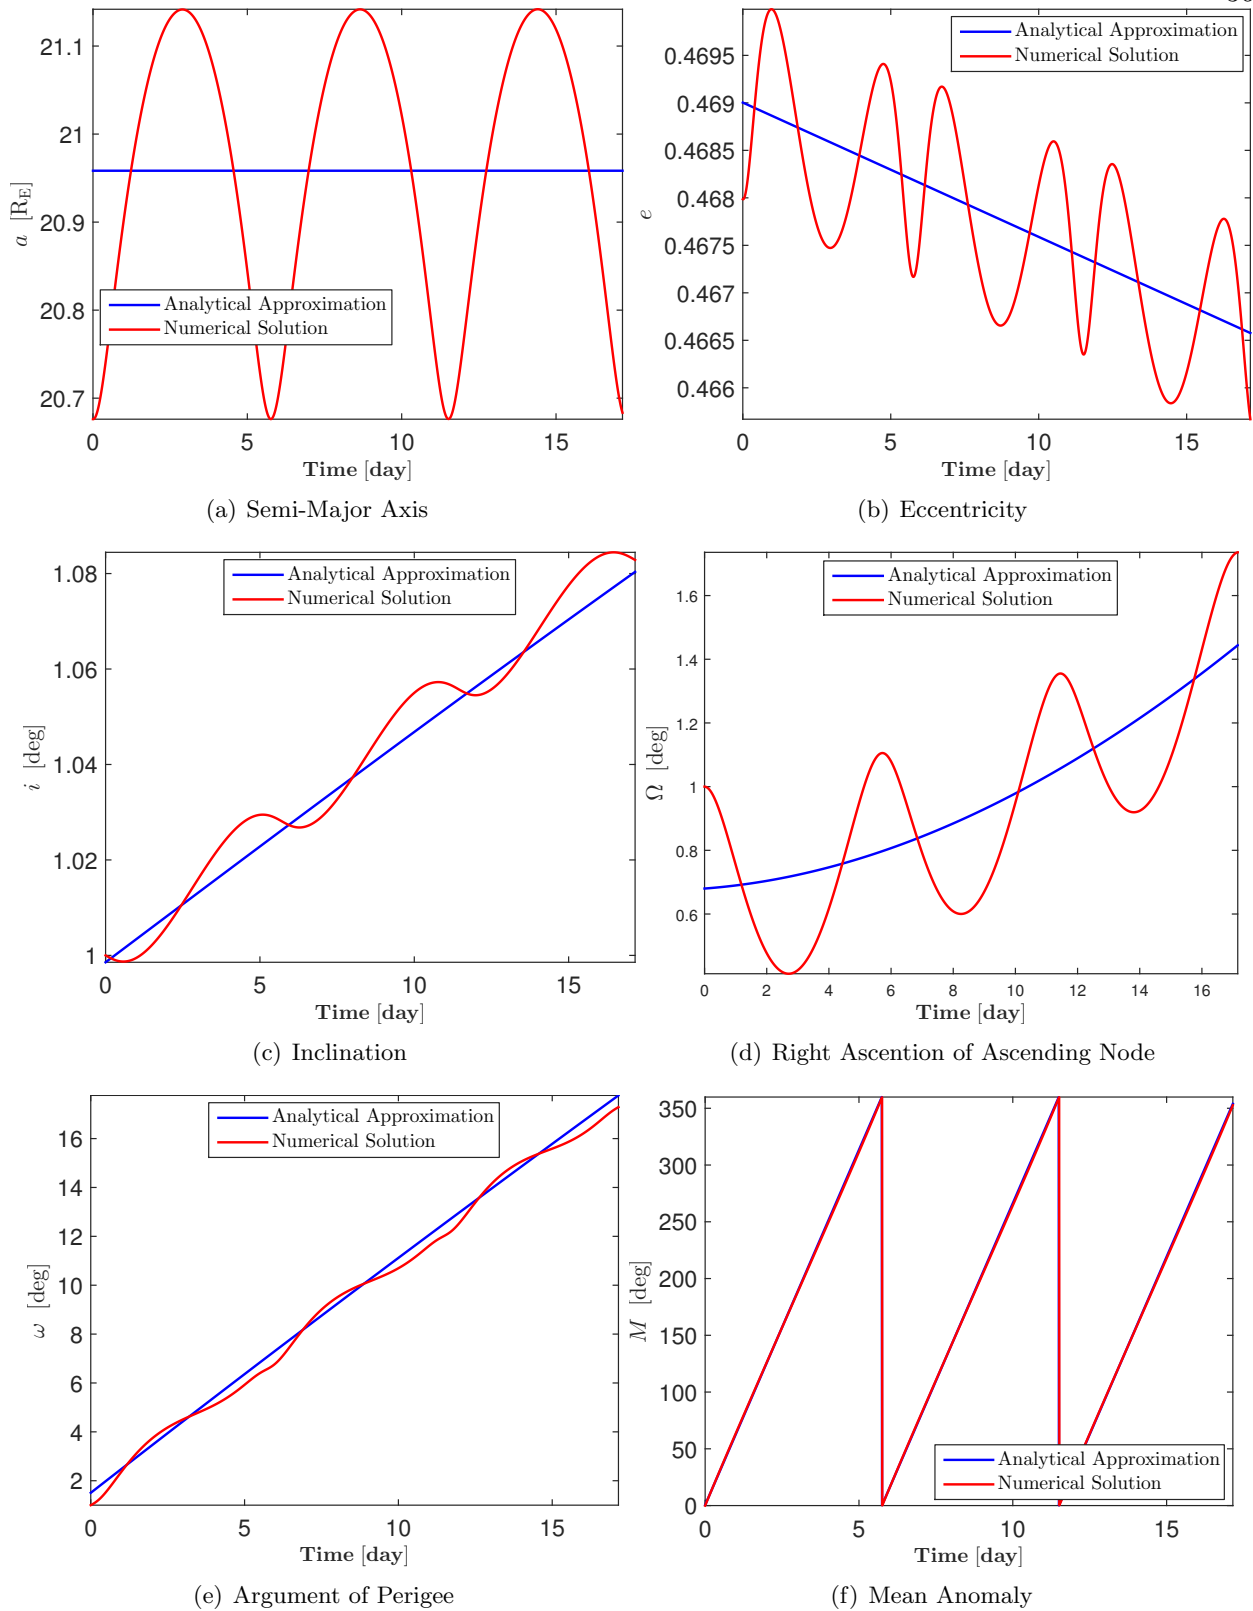 21.1
21
20.9
20.8
20.7
a [R_E]
Analytical Approximation
Numerical Solution
0 5 10 15
Time [day]
(a) Semi-Major Axis
0.4695
0.469
0.4685
0.468
0.4675
0.467
0.4665
0.466
e
Analytical Approximation
Numerical Solution
0 5 10 15
Time [day]
(b) Eccentricity
1.08
1.06
1.04
1.02
1
i [deg]
Analytical Approximation
Numerical Solution
0 5 10 15
Time [day]
(c) Inclination
1.6
1.4
1.2
1
0.8
0.6
Ω [deg]
Analytical Approximation
Numerical Solution
0 2 4 6 8 10 12 14 16
Time [day]
(d) Right Ascention of Ascending Node
16
14
12
10
8
6
4
2
ω [deg]
Analytical Approximation
Numerical Solution
0 5 10 15
Time [day]
(e) Argument of Perigee
350
300
250
200
150
100
50
0
M [deg]
Analytical Approximation
Numerical Solution
0 5 10 15
Time [day]
(f) Mean Anomaly